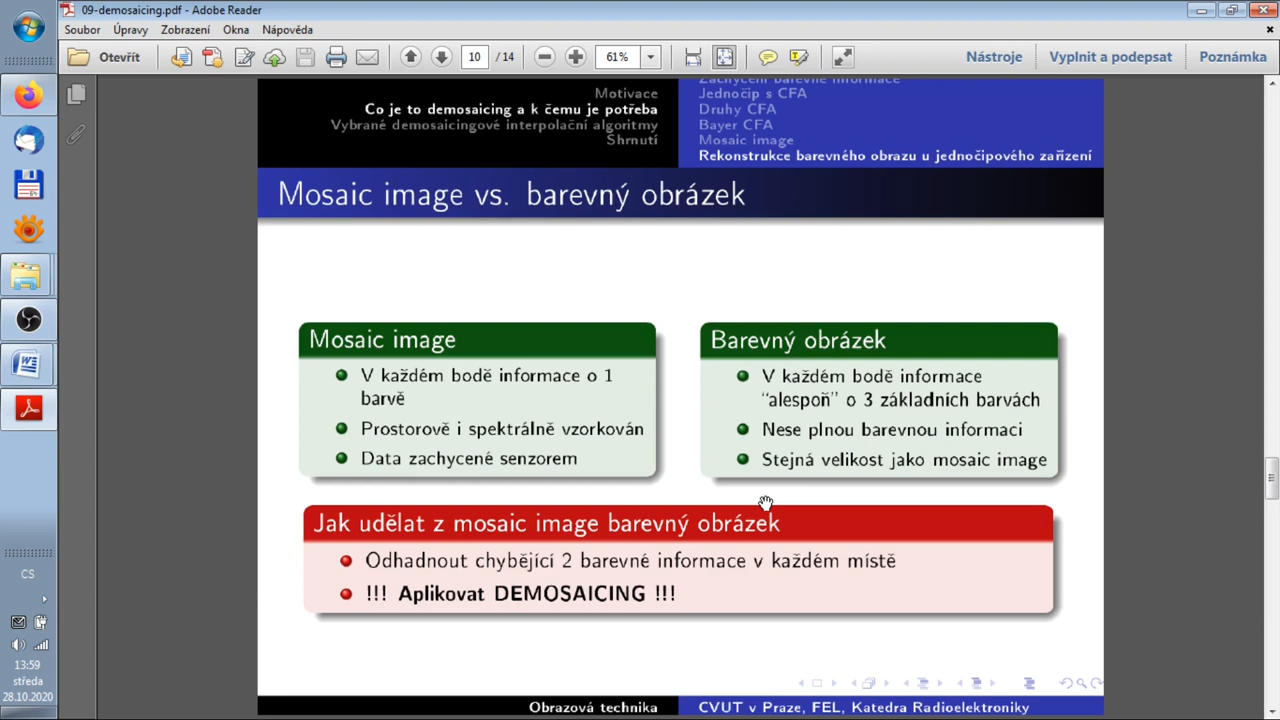 09-demosaicing.pdf - Adobe Reader
Soubor Úpravy Zobrazení Okna Nápověda
Otevřít 10 / 14 61% Nástroje Vyplnit a podepsat Poznámka
Motivace
Co je to demosaicing a k čemu je potřeba
Vybrané demosaicingové interpolační algoritmy
Shrnutí
Zachycení barevné informace
Jednočip s CFA
Druhy CFA
Bayer CFA
Mosaic image
Rekonstrukce barevného obrazu u jednočipového zařízení
Mosaic image vs. barevný obrázek
Mosaic image
V každém bodě informace o 1
barvě
Prostorově i spektrálně vzorkován
Data zachycené senzorem
Barevný obrázek
V každém bodě informace
“alespoň” o 3 základních barvách
Nese plnou barevnou informaci
Stejná velikost jako mosaic image
Jak udělat z mosaic image barevný obrázek
Odhadnout chybějící 2 barevné informace v každém místě
!!! Aplikovat DEMOSAICING !!!
Obrazová technika
CVUT v Praze, FEL, Katedra Radioelektroniky
CS
13:59
středa
28.10.2020